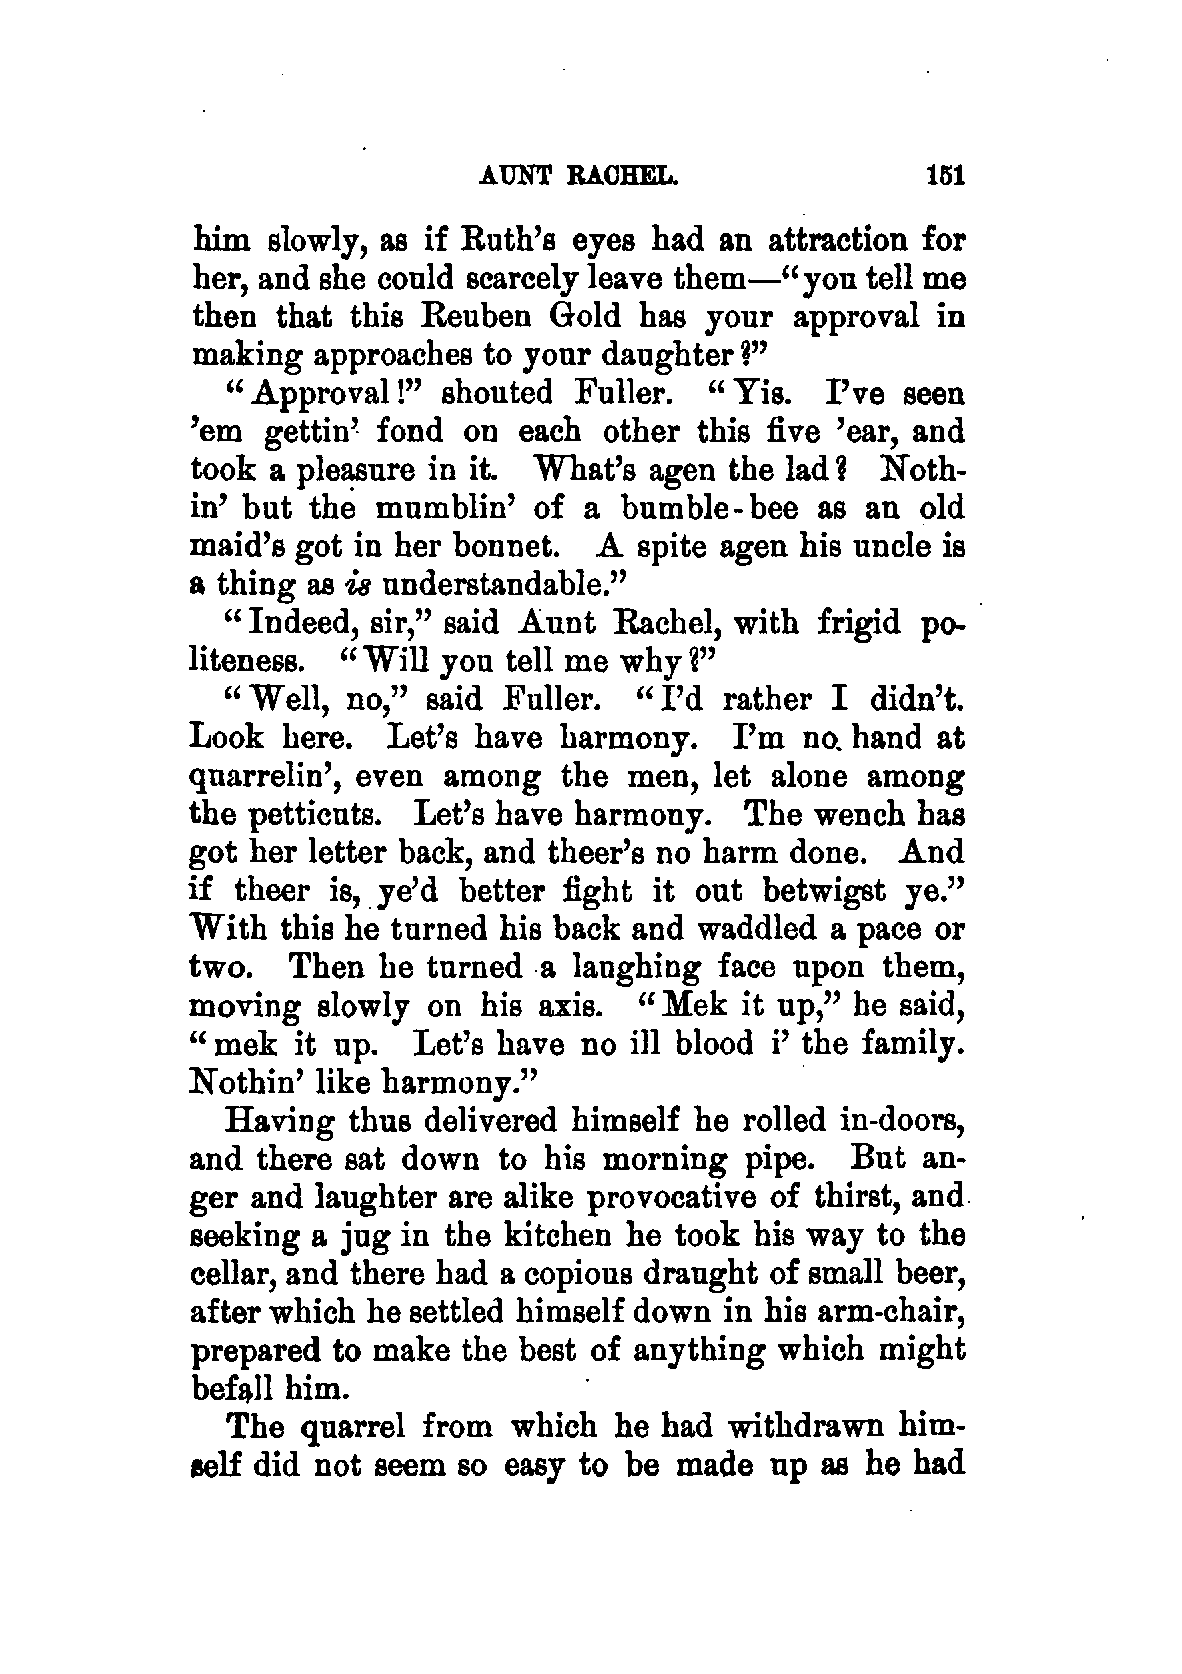 AUNT RACHEL. 151
him slowly, as if Ruth's eyes had an attraction for
her, and she could scarcely leave them—“you tell me
then that this Reuben Gold has your approval in
making approaches to your daughter?”
“Approval!” shouted Fuller. “Yis. I've seen
'em gettin' fond on each other this five 'ear, and
took a pleasure in it. What's agen the lad? Noth-
in' but the mumblin' of a bumble-bee as an old
maid's got in her bonnet. A spite agen his uncle is
a thing as is understandable.”
“Indeed, sir,” said Aunt Rachel, with frigid po-
liteness. “Will you tell me why?”
“Well, no,” said Fuller. “I'd rather I didn't.
Look here. Let's have harmony. I'm no hand at
quarrelin', even among the men, let alone among
the petticuts. Let's have harmony. The wench has
got her letter back, and theer's no harm done. And
if theer is, ye'd better fight it out betwigst ye.”
With this he turned his back and waddled a pace or
two. Then he turned a laughing face upon them,
moving slowly on his axis. “Mek it up,” he said,
“mek it up. Let's have no ill blood i' the family.
Nothin' like harmony.”
Having thus delivered himself he rolled in-doors,
and there sat down to his morning pipe. But an-
ger and laughter are alike provocative of thirst, and
seeking a jug in the kitchen he took his way to the
cellar, and there had a copious draught of small beer,
after which he settled himself down in his arm-chair,
prepared to make the best of anything which might
befall him.
The quarrel from which he had withdrawn him-
self did not seem so easy to be made up as he had